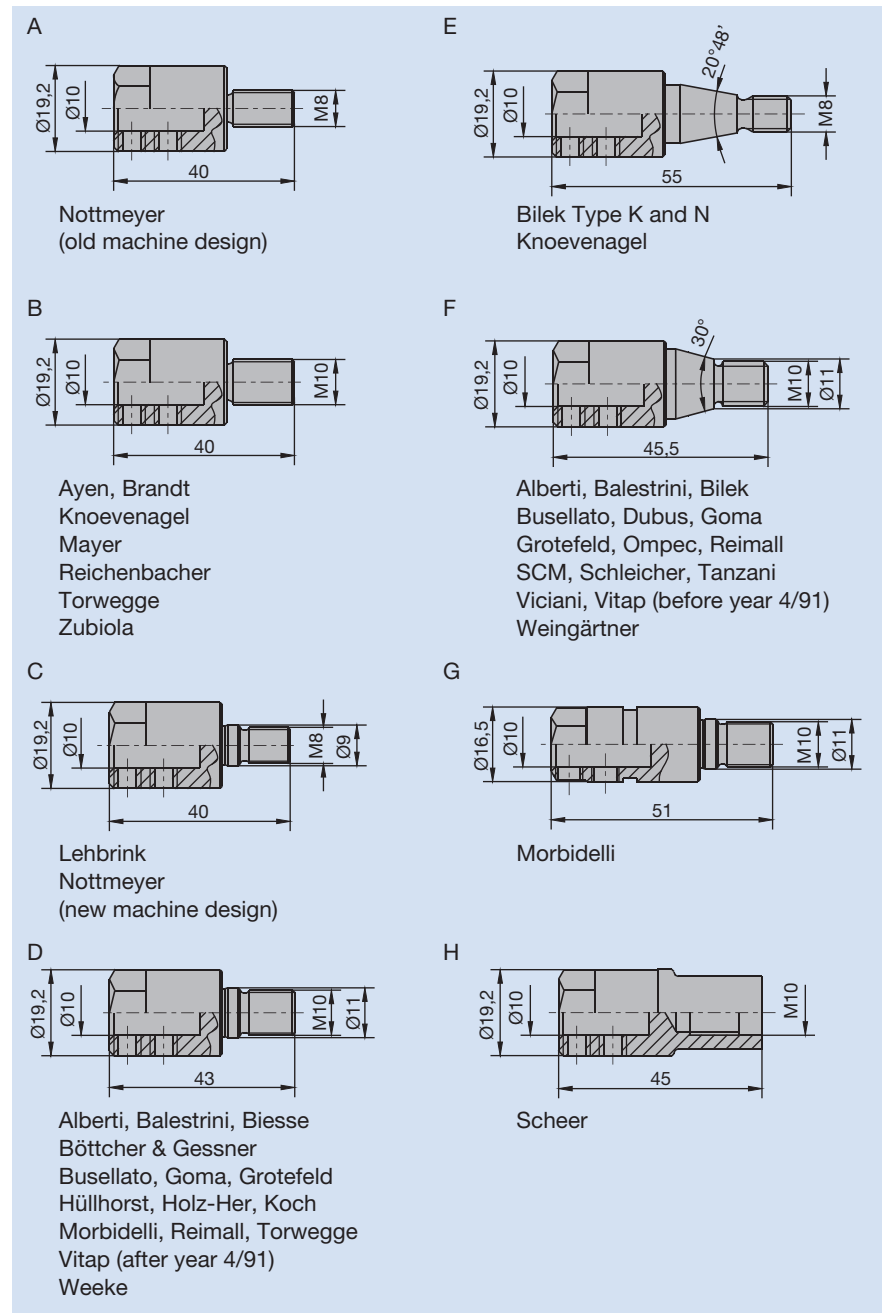 A
Ø19,2
Ø10
M8
40
Nottmeyer
(old machine design)
B
Ø19,2
Ø10
M10
40
Ayen, Brandt
Knoevenagel
Mayer
Reichenbacher
Torwegge
Zubiola
C
Ø19,2
Ø10
M8
Ø9
40
Lehbrink
Nottmeyer
(new machine design)
D
Ø19,2
Ø10
M10
Ø11
43
Alberti, Balestrini, Biesse
Böttcher & Gessner
Busellato, Goma, Grotefeld
Hüllhorst, Holz-Her, Koch
Morbidelli, Reimall, Torwegge
Vitap (after year 4/91)
Weeke
E
Ø19,2
Ø10
20°48'
M8
55
Bilek Type K and N
Knoevenagel
F
Ø19,2
Ø10
30°
M10
Ø11
45,5
Alberti, Balestrini, Bilek
Busellato, Dubus, Goma
Grotefeld, Ompec, Reimall
SCM, Schleicher, Tanzani
Viciani, Vitap (before year 4/91)
Weingärtner
G
Ø16,5
Ø10
M10
Ø11
51
Morbidelli
H
Ø19,2
Ø10
M10
45
Scheer